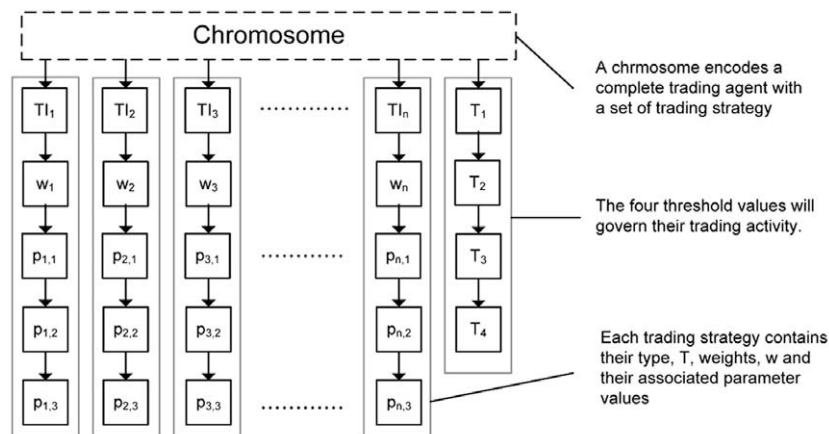 Chromosome
A chrmosome encodes a
complete trading agent with
a set of trading strategy
TI₁ TI₂ TI₃ .................. TIₙ T₁
w₁ w₂ w₃ wₙ T₂
The four threshold values will
govern their trading activity.
p₁,₁ p₂,₁ p₃,₁ .................. pₙ,₁ T₃
p₁,₂ p₂,₂ p₃,₂ pₙ,₂ T₄
Each trading strategy contains
their type, T, weights, w and
their associated parameter
values
p₁,₃ p₂,₃ p₃,₃ .................. pₙ,₃